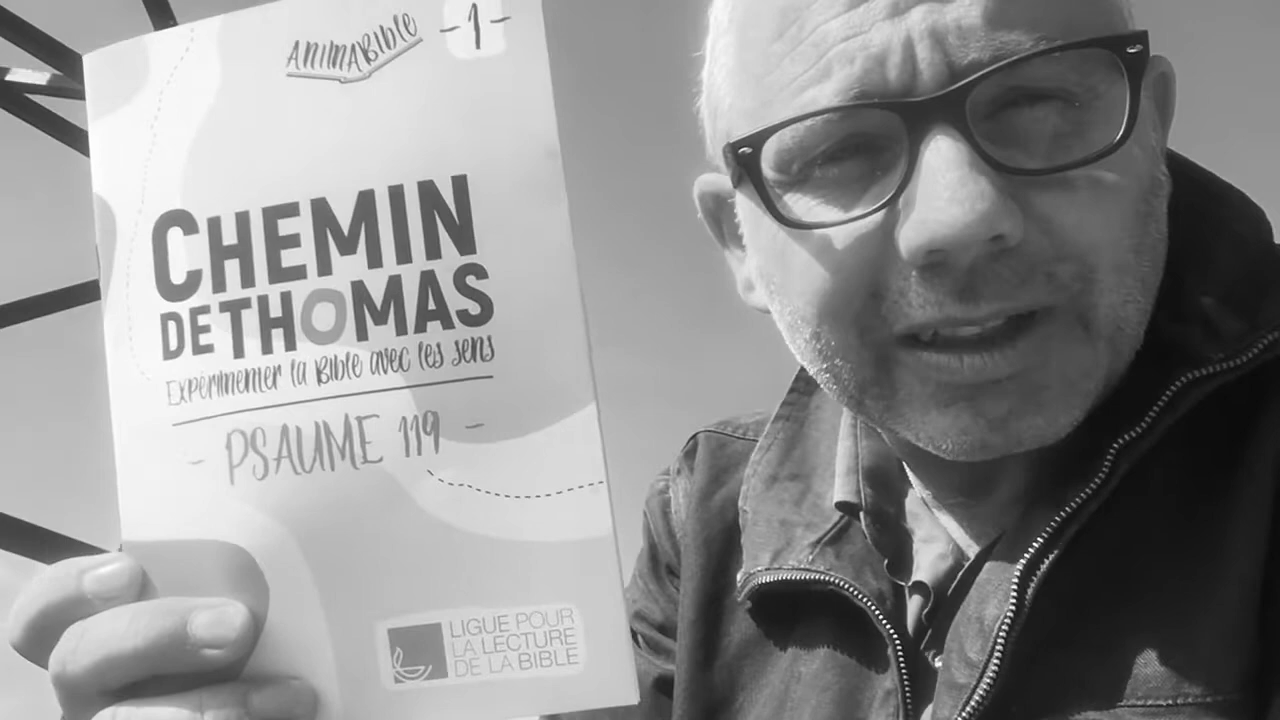 ANIMABIBLE
-1-
CHEMIN
DE THOMAS
Expérimenter la Bible avec les sens
- PSAUME 119 -
LIGUE POUR
LA LECTURE
DE LA BIBLE